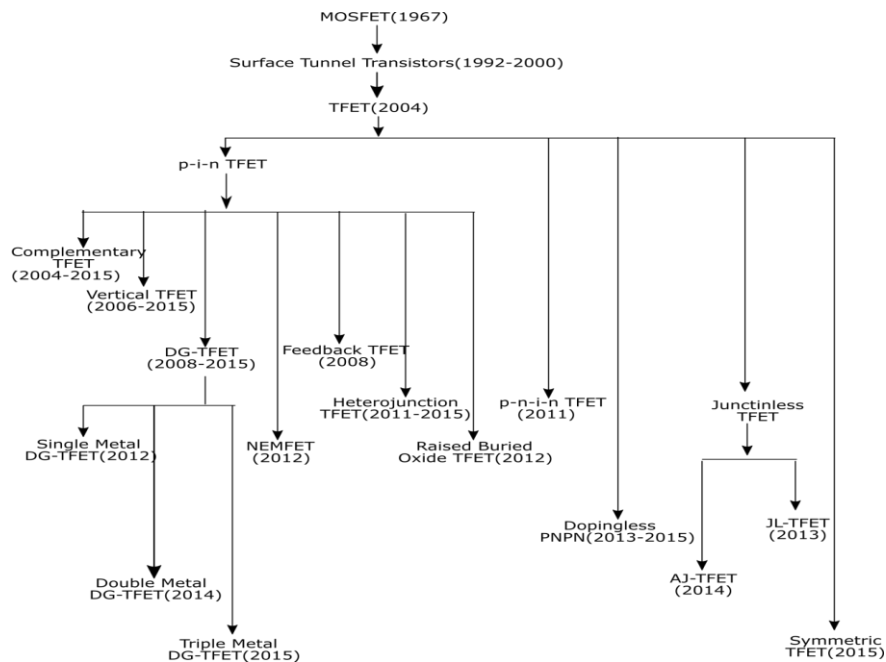 MOSFET(1967)
Surface Tunnel Transistors(1992-2000)
TFET(2004)
p-i-n TFET
Complementary
TFET
(2004-2015)
Vertical TFET
(2006-2015)
DG-TFET
(2008-2015)
Feedback TFET
(2008)
Heterojunction
TFET(2011-2015)
p-n-i-n TFET
(2011)
Junctinless
TFET
Single Metal
DG-TFET(2012)
NEMFET
(2012)
Raised Buried
Oxide TFET(2012)
Dopingless
PNPN(2013-2015)
JL-TFET
(2013)
AJ-TFET
(2014)
Double Metal
DG-TFET(2014)
Triple Metal
DG-TFET(2015)
Symmetric
TFET(2015)